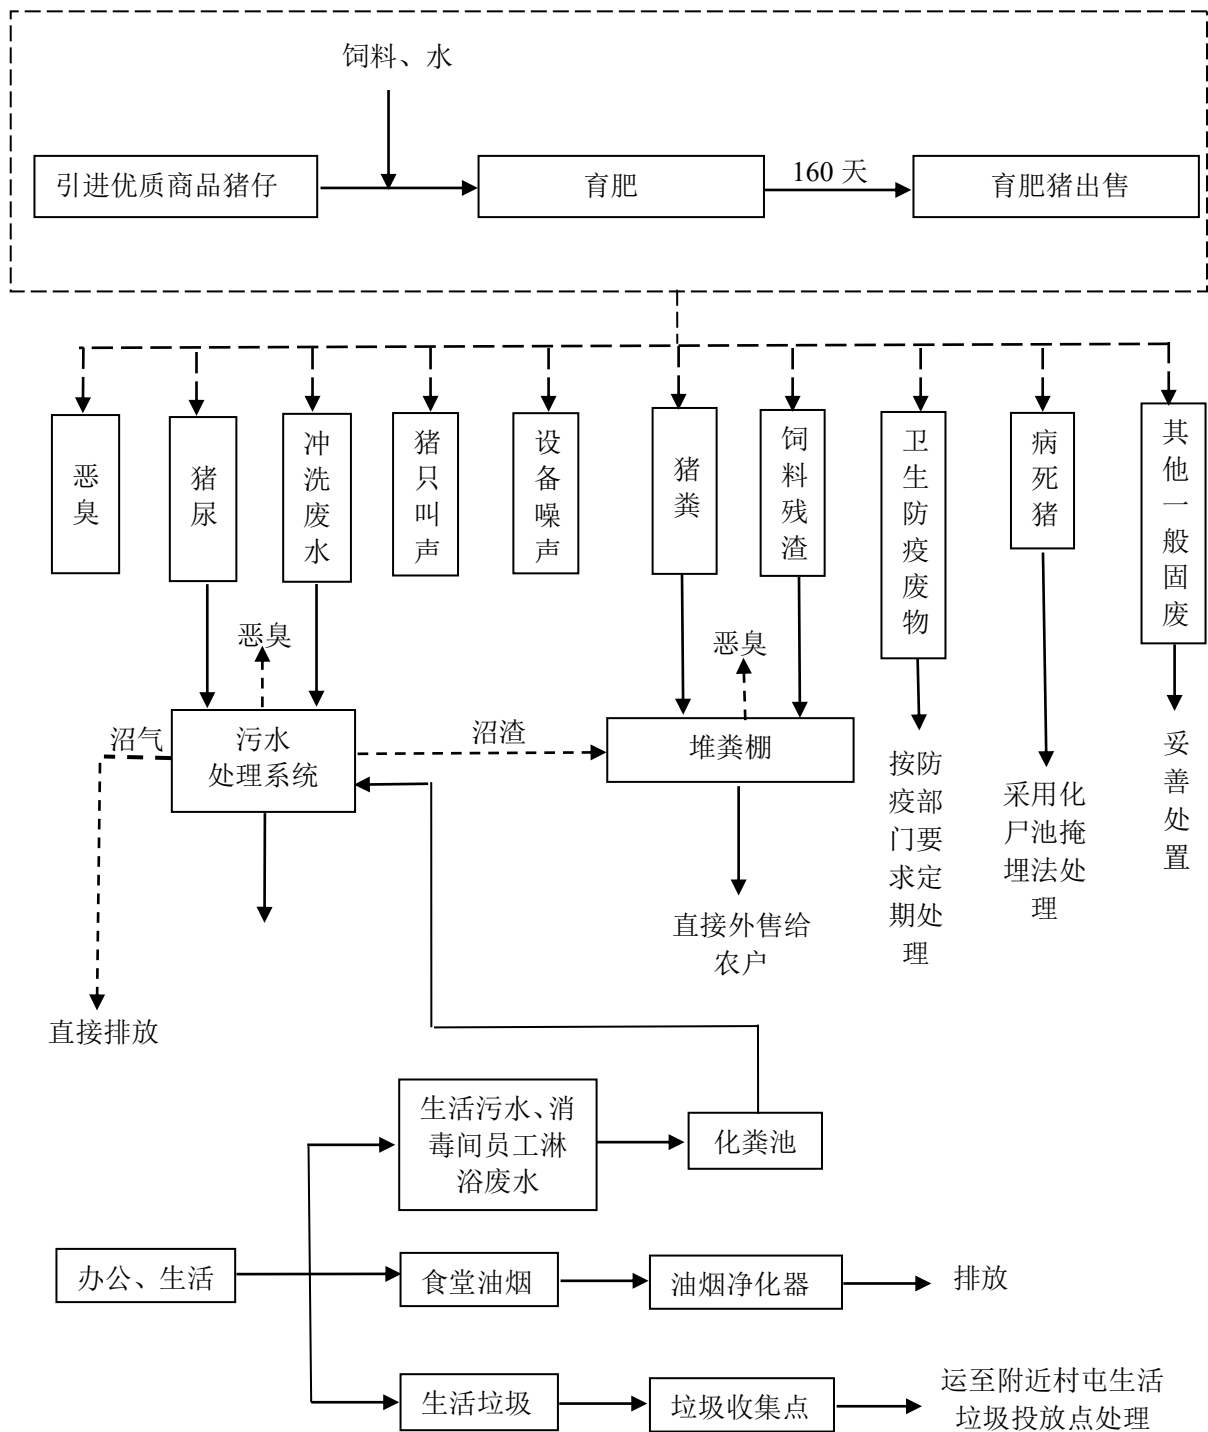 饲料、水
引进优质商品猪仔
育肥
160 天
育肥猪出售
恶臭
猪尿
冲洗废水
猪只叫声
设备噪声
猪粪
饲料残渣
卫生防疫废物
病死猪
其他一般固废
恶臭
恶臭
沼气
污水
处理系统
沼渣
堆粪棚
按防
疫部
门要
求定
期处
理
采用化
尸池掩
埋法处
理
妥善处置
直接外售给
农户
直接排放
生活污水、消
毒间员工淋
浴废水
化粪池
办公、生活
食堂油烟
油烟净化器
排放
生活垃圾
垃圾收集点
运至附近村屯生活
垃圾投放点处理